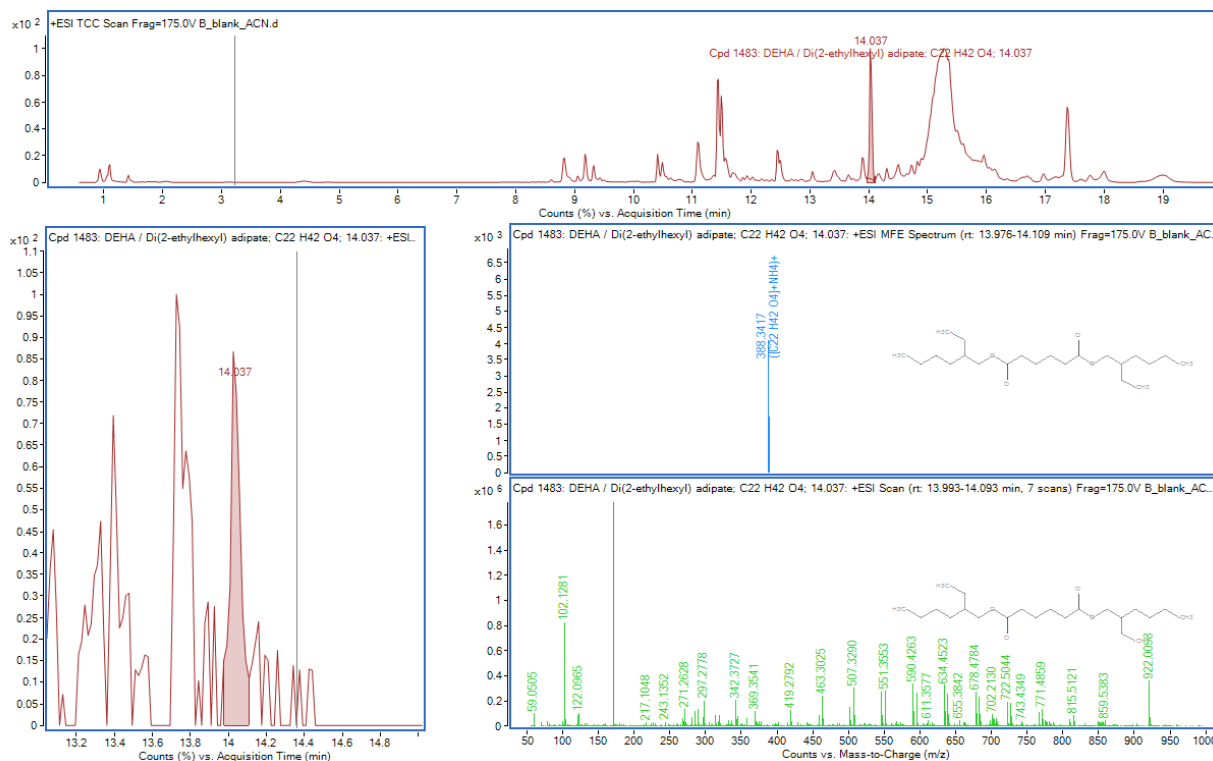 x10 2
+ESI TCC Scan Frag=175.0V B_blank_ACN.d
14.037
Cpd 1483: DEHA / Di(2-ethylhexyl) adipate; C22 H42 O4; 14.037
1
0.8
0.6
0.4
0.2
0
1 2 3 4 5 6 7 8 9 10 11 12 13 14 15 16 17 18 19
Counts (%) vs. Acquisition Time (min)
x10 2
Cpd 1483: DEHA / Di(2-ethylhexyl) adipate; C22 H42 O4; 14.037: +ESI...
1.1
1
0.95
0.9
0.85
0.8
0.75
0.7
0.65
0.6
0.55
0.5
0.45
0.4
0.35
0.3
0.25
0.2
0.15
0.1
0.05
0
14.037
13.2 13.4 13.6 13.8 14 14.2 14.4 14.6 14.8
Counts (%) vs. Acquisition Time (min)
x10 3
Cpd 1483: DEHA / Di(2-ethylhexyl) adipate; C22 H42 O4; 14.037: +ESI MFE Spectrum (rt: 13.976-14.109 min) Frag=175.0V B_blank_AC...
6.5
6
5.5
5
4.5
4
3.5
3
2.5
2
1.5
1
0.5
0
388.3417
([C22 H42 O4]+NH4)+
H3C
H3C
O
O
O
O
CH3
CH3
x10 6
Cpd 1483: DEHA / Di(2-ethylhexyl) adipate; C22 H42 O4; 14.037: +ESI Scan (rt: 13.993-14.093 min, 7 scans) Frag=175.0V B_blank_AC...
1.6
1.4
1.2
1
0.8
0.6
0.4
0.2
0
H3C
H3C
O
O
O
O
CH3
CH3
59.0505
102.1281
122.0965
217.1048
243.1352
271.2628
297.2778
342.3727
369.3541
419.2792
463.3025
507.3290
551.3553
590.4263
611.3577
634.4523
655.3842
678.4784
702.2130
722.5044
743.4349
771.4859
815.5121
859.5383
922.0098
50 100 150 200 250 300 350 400 450 500 550 600 650 700 750 800 850 900 950 1000
Counts vs. Mass-to-Charge (m/z)